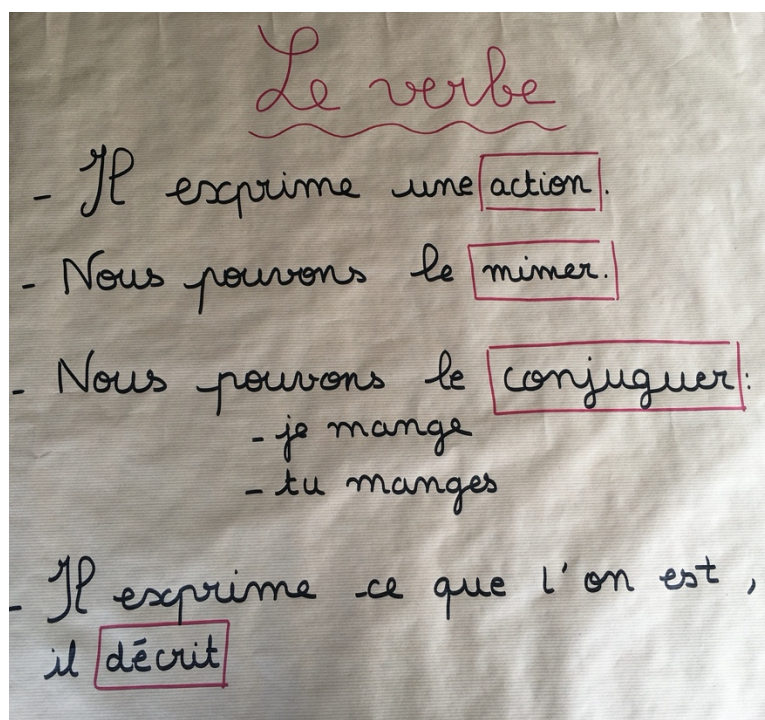 Le verbe
- Il exprime une action.
- Nous pouvons le mimer.
- Nous pouvons le conjuguer :
- je mange
- tu manges
- Il exprime ce que l'on est ,
il décrit